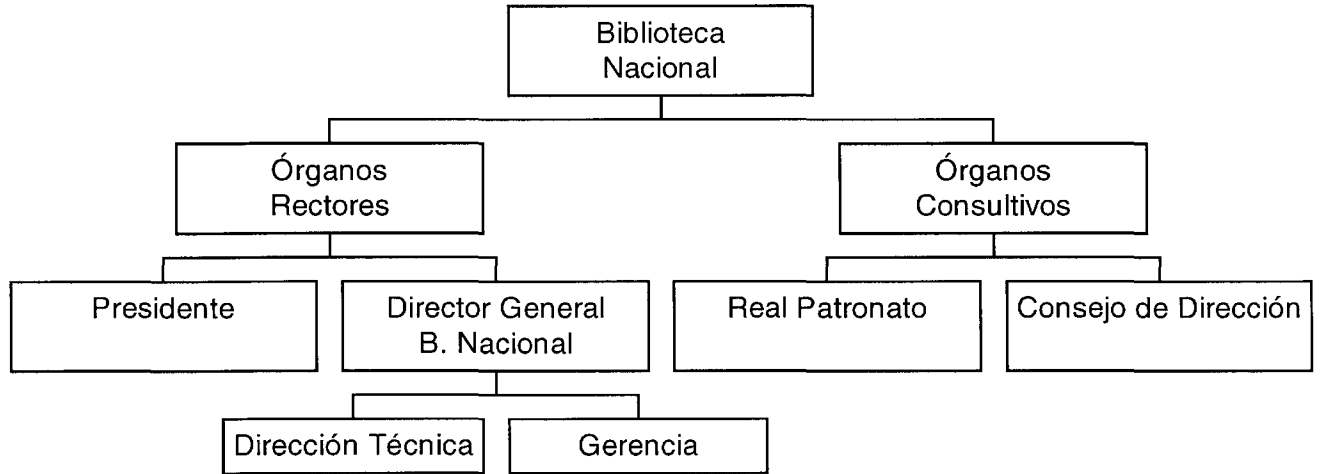 Biblioteca
Nacional
Órganos
Rectores
Órganos
Consultivos
Presidente
Director General
B. Nacional
Real Patronato
Consejo de Dirección
Dirección Técnica
Gerencia